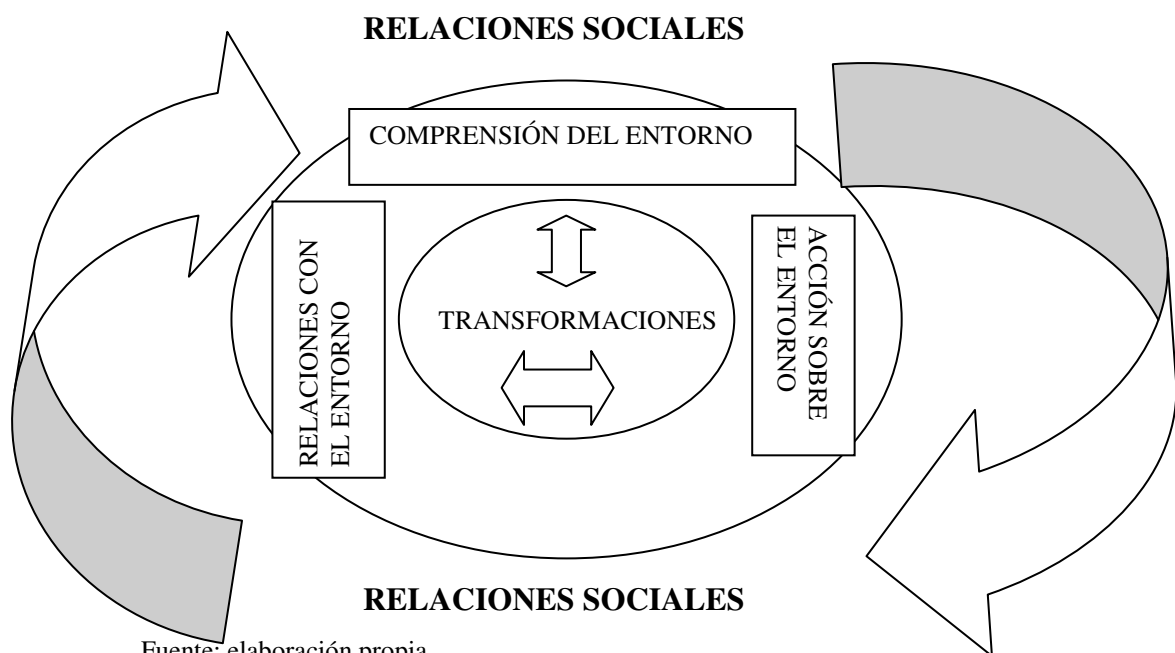 RELACIONES SOCIALES
COMPRENSIÓN DEL ENTORNO
RELACIONES CON
EL ENTORNO
TRANSFORMACIONES
ACCIÓN SOBRE
EL ENTORNO
RELACIONES SOCIALES
Fuente: elaboración propia